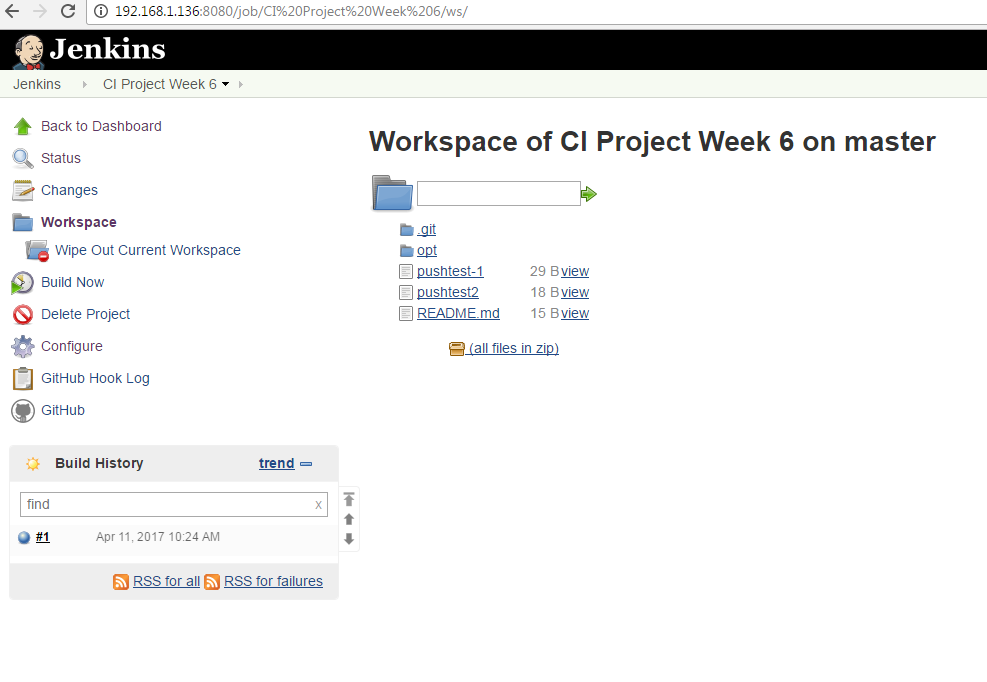 192.168.1.136:8080/job/CI%20Project%20Week%206/ws/
Jenkins
Jenkins CI Project Week 6
Back to Dashboard
Status
Changes
Workspace
Wipe Out Current Workspace
Build Now
Delete Project
Configure
GitHub Hook Log
GitHub
Build History trend
find x
#1 Apr 11, 2017 10:24 AM
RSS for all RSS for failures
Workspace of CI Project Week 6 on master
.git
opt
pushtest-1 29 B view
pushtest2 18 B view
README.md 15 B view
(all files in zip)